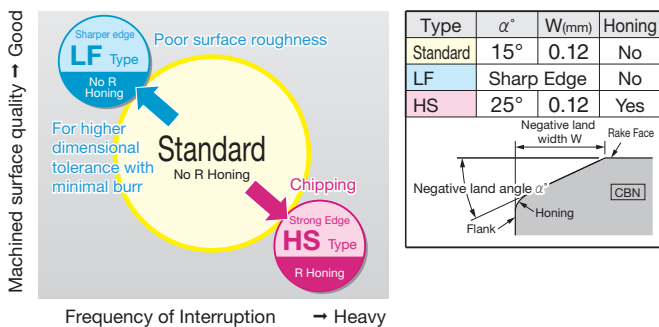 Machined surface quality → Good
Sharper edge
LF Type
No R
Honing
Poor surface roughness
For higher
dimensional
tolerance with
minimal burr
Standard
No R Honing
Chipping
Strong Edge
HS Type
R Honing
Frequency of Interruption → Heavy
Type α° W(mm) Honing
Standard 15° 0.12 No
LF Sharp Edge No
HS 25° 0.12 Yes
Negative land
width W
Rake Face
Negative land angle α°
CBN
Honing
Flank